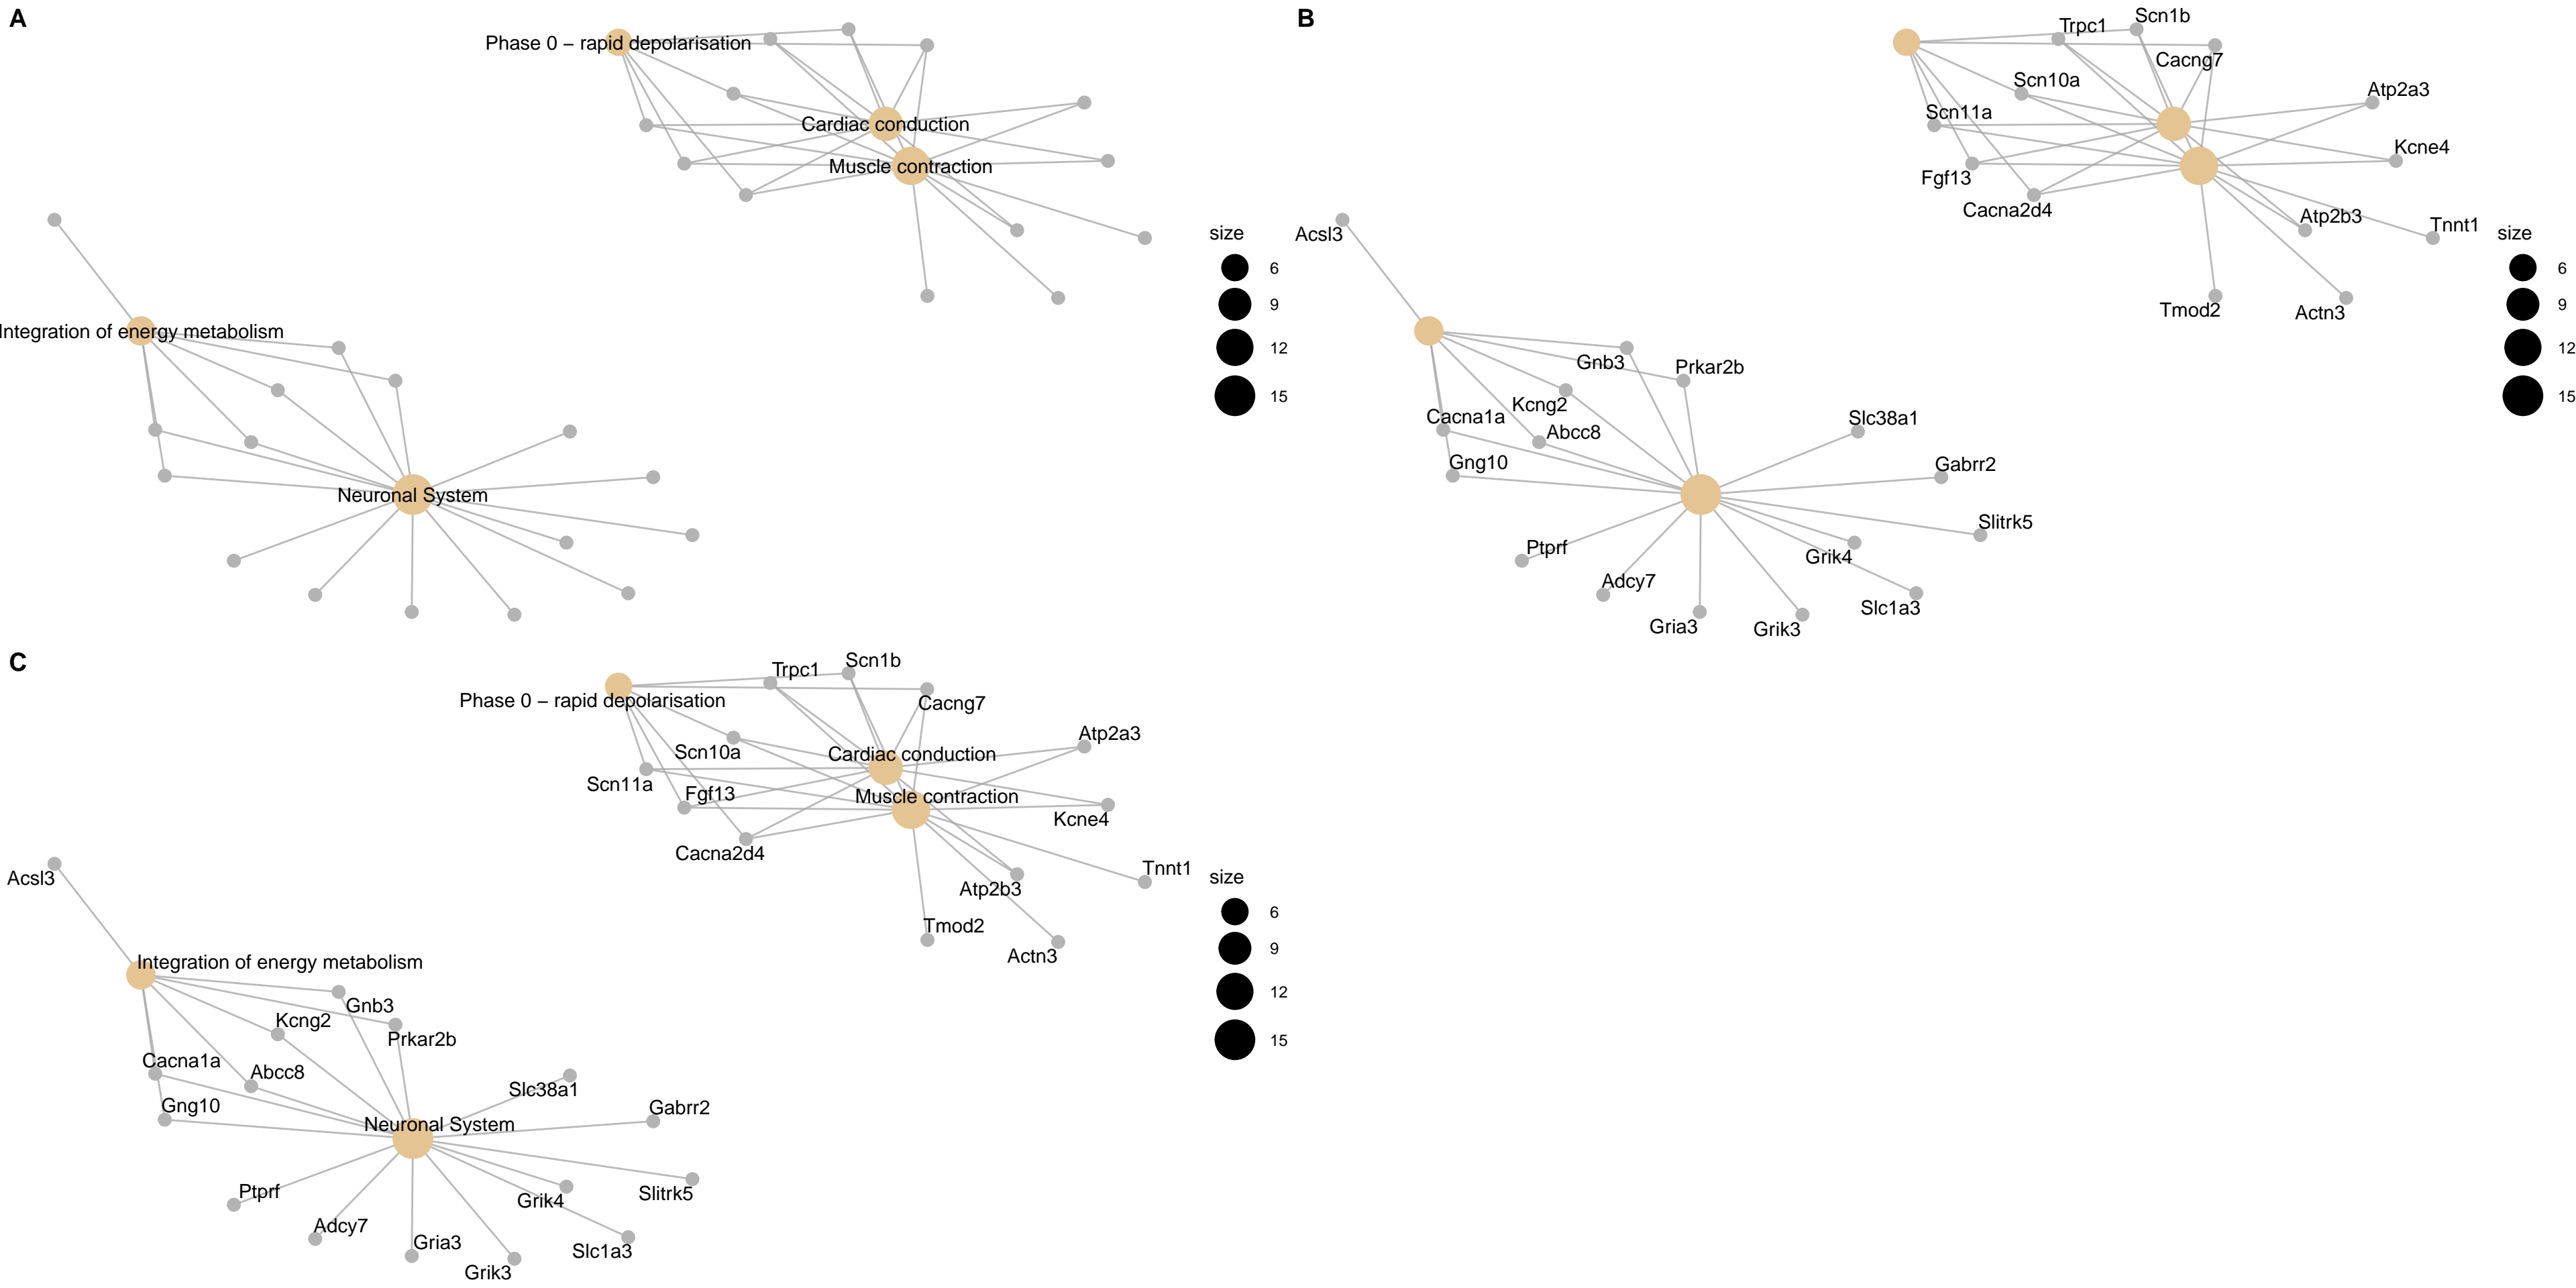 A
Phase 0 – rapid depolarisation
Cardiac conduction
Muscle contraction
Integration of energy metabolism
Neuronal System
size
6
9
12
15
B
Scn1b
Trpc1
Cacng7
Scn10a
Atp2a3
Scn11a
Kcne4
Fgf13
Cacna2d4
Atp2b3
Tnnt1
Acsl3
Tmod2
Actn3
Gnb3
Prkar2b
Kcng2
Cacna1a
Slc38a1
Abcc8
Gng10
Gabrr2
Slitrk5
Ptprf
Grik4
Adcy7
Slc1a3
Gria3
Grik3
size
6
9
12
15
C
Scn1b
Trpc1
Phase 0 – rapid depolarisation
Cacng7
Atp2a3
Scn10a
Cardiac conduction
Scn11a
Fgf13
Muscle contraction
Kcne4
Cacna2d4
Tnnt1
Acsl3
Atp2b3
Tmod2
Actn3
Integration of energy metabolism
Gnb3
Kcng2
Prkar2b
Cacna1a
Abcc8
Slc38a1
Gng10
Gabrr2
Neuronal System
Ptprf
Slitrk5
Grik4
Adcy7
Gria3
Slc1a3
Grik3
size
6
9
12
15